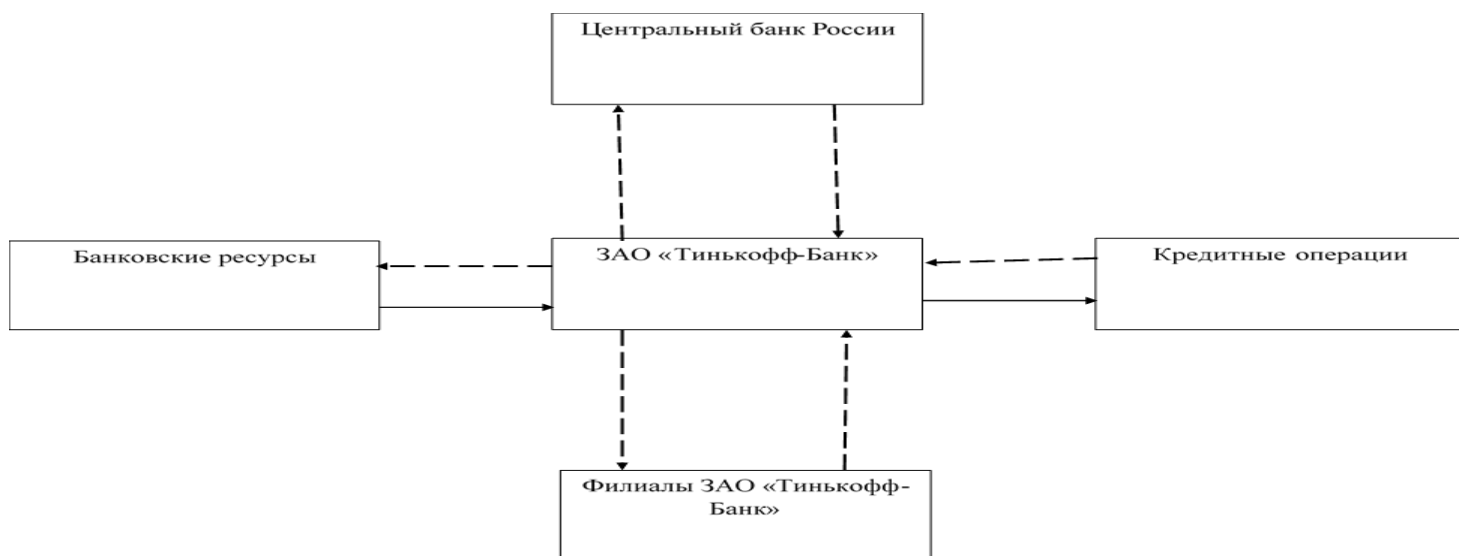 Центральный банк России
Банковские ресурсы
ЗАО «Тинькофф-Банк»
Кредитные операции
Филиалы ЗАО «Тинькофф-
Банк»